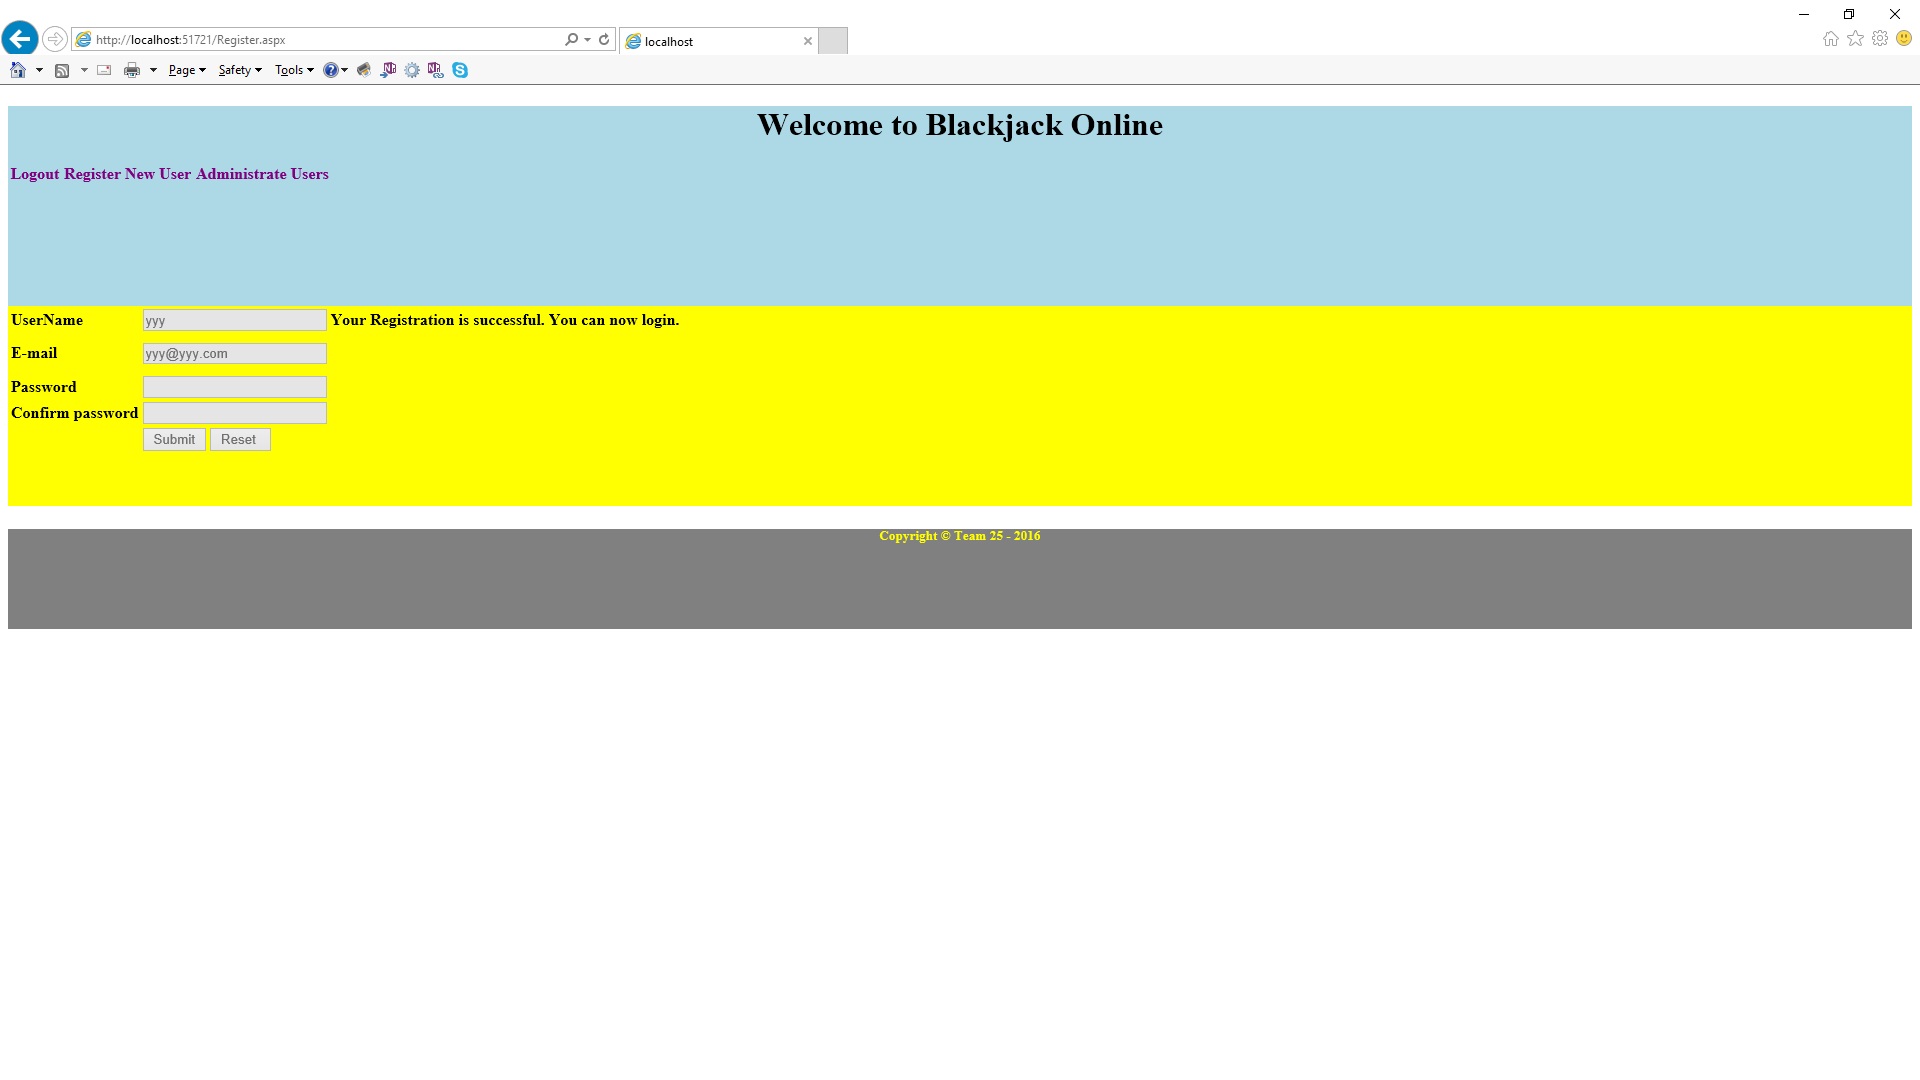 http://localhost:51721/Register.aspx
localhost
Page Safety Tools
Welcome to Blackjack Online
Logout Register New User Administrate Users
UserName yyy Your Registration is successful. You can now login.
E-mail yyy@yyy.com
Password
Confirm password
Submit Reset
Copyright © Team 25 - 2016